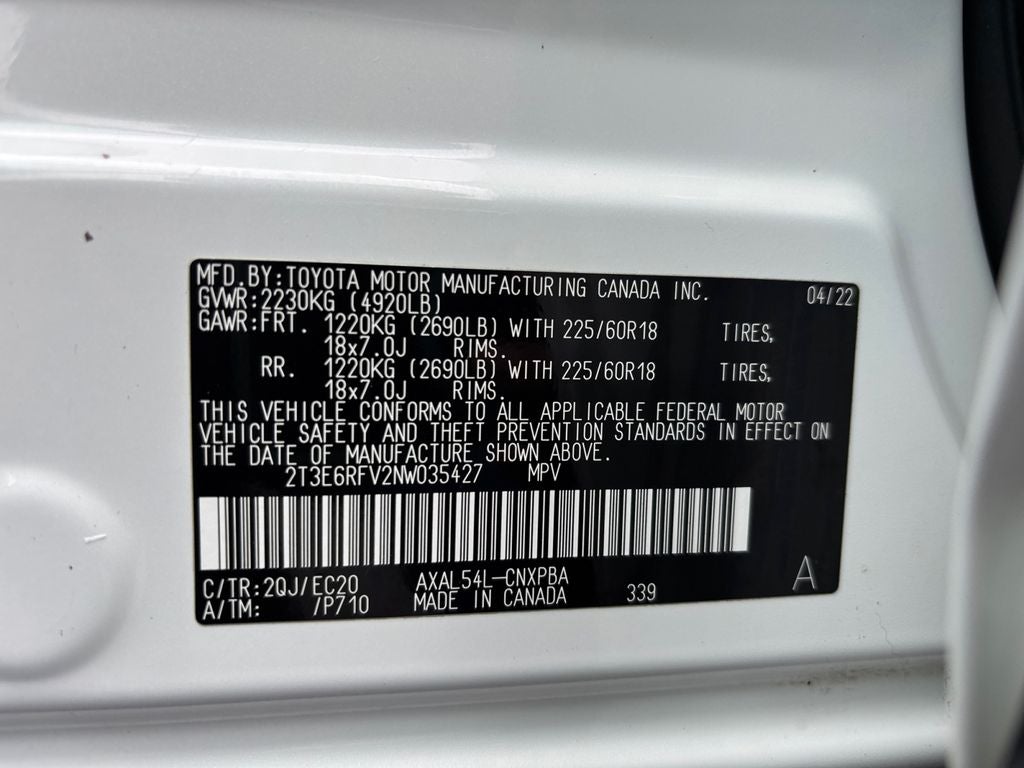 MFD.BY:TOYOTA MOTOR MANUFACTURING CANADA INC. 04/22
GVWR:2230KG (4920LB)
GAWR:FRT. 1220KG (2690LB) WITH 225/60R18 TIRES,
18x7.0J RIMS.
RR. 1220KG (2690LB) WITH 225/60R18 TIRES,
18x7.0J RIMS.
THIS VEHICLE CONFORMS TO ALL APPLICABLE FEDERAL MOTOR
VEHICLE SAFETY AND THEFT PREVENTION STANDARDS IN EFFECT ON
THE DATE OF MANUFACTURE SHOWN ABOVE.
2T3E6RFV2NW035427 MPV
C/TR:2QJ/EC20 AXAL54L-CNXPBA
A/TM: /P710 MADE IN CANADA 339 A